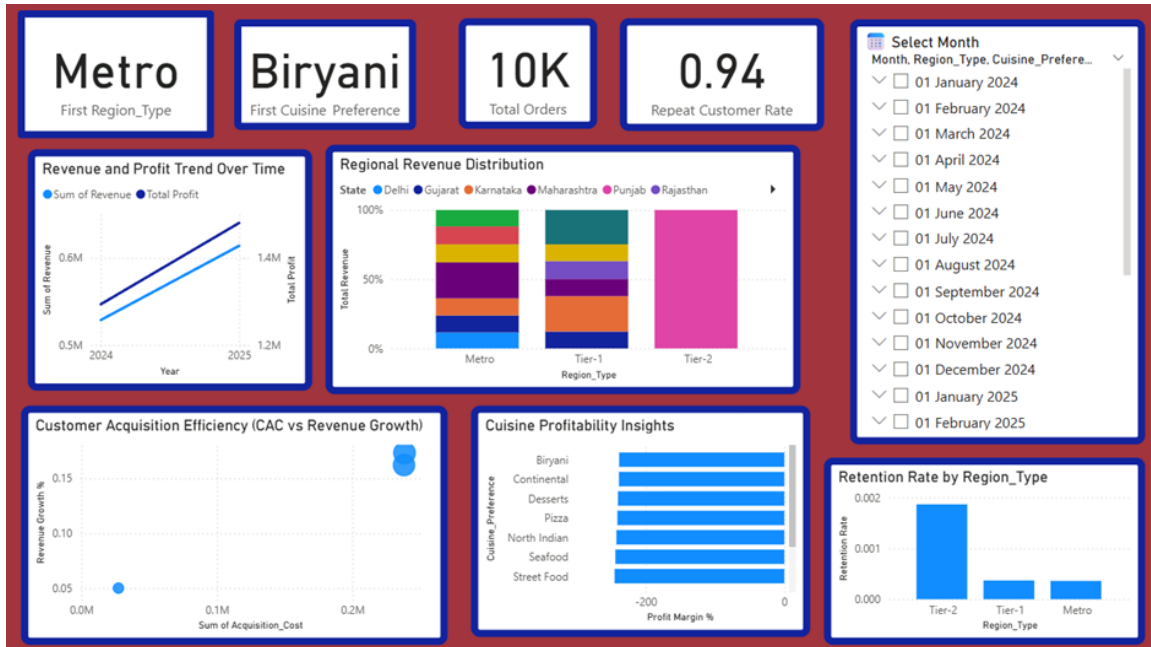 Metro
First Region_Type
Biryani
First Cuisine Preference
10K
Total Orders
0.94
Repeat Customer Rate
Select Month
Month, Region_Type, Cuisine_Prefere...
01 January 2024
01 February 2024
01 March 2024
01 April 2024
01 May 2024
01 June 2024
01 July 2024
01 August 2024
01 September 2024
01 October 2024
01 November 2024
01 December 2024
01 January 2025
01 February 2025
Revenue and Profit Trend Over Time
Sum of Revenue Total Profit
Sum of Revenue
0.6M
0.5M
1.4M
1.2M
Total Profit
2024 2025
Year
Regional Revenue Distribution
State Delhi Gujarat Karnataka Maharashtra Punjab Rajasthan
Total Revenue
100%
50%
0%
Metro Tier-1 Tier-2
Region_Type
Customer Acquisition Efficiency (CAC vs Revenue Growth)
Revenue Growth %
0.15
0.10
0.05
0.0M 0.1M 0.2M
Sum of Acquisition_Cost
Cuisine Profitability Insights
Cuisine_Preference
Biryani
Continental
Desserts
Pizza
North Indian
Seafood
Street Food
-200 0
Profit Margin %
Retention Rate by Region_Type
Retention Rate
0.002
0.001
0.000
Tier-2 Tier-1 Metro
Region_Type